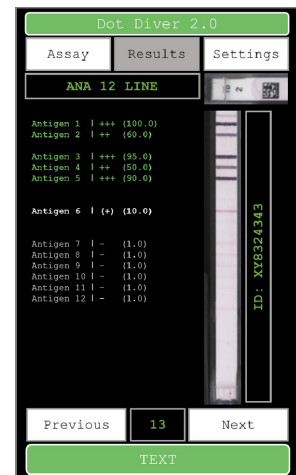 Dot Diver 2.0
Assay Results Settings
ANA 12 LINE
Antigen 1 | +++ (100.0)
Antigen 2 | ++ (60.0)
Antigen 3 | +++ (95.0)
Antigen 4 | ++ (50.0)
Antigen 5 | +++ (90.0)
Antigen 6 | (+) (10.0)
Antigen 7 | - (1.0)
Antigen 8 | - (1.0)
Antigen 9 | - (1.0)
Antigen 10 | - (1.0)
Antigen 11 | - (1.0)
Antigen 12 | - (1.0)
ID: XY8324343
Previous 13 Next
TEXT